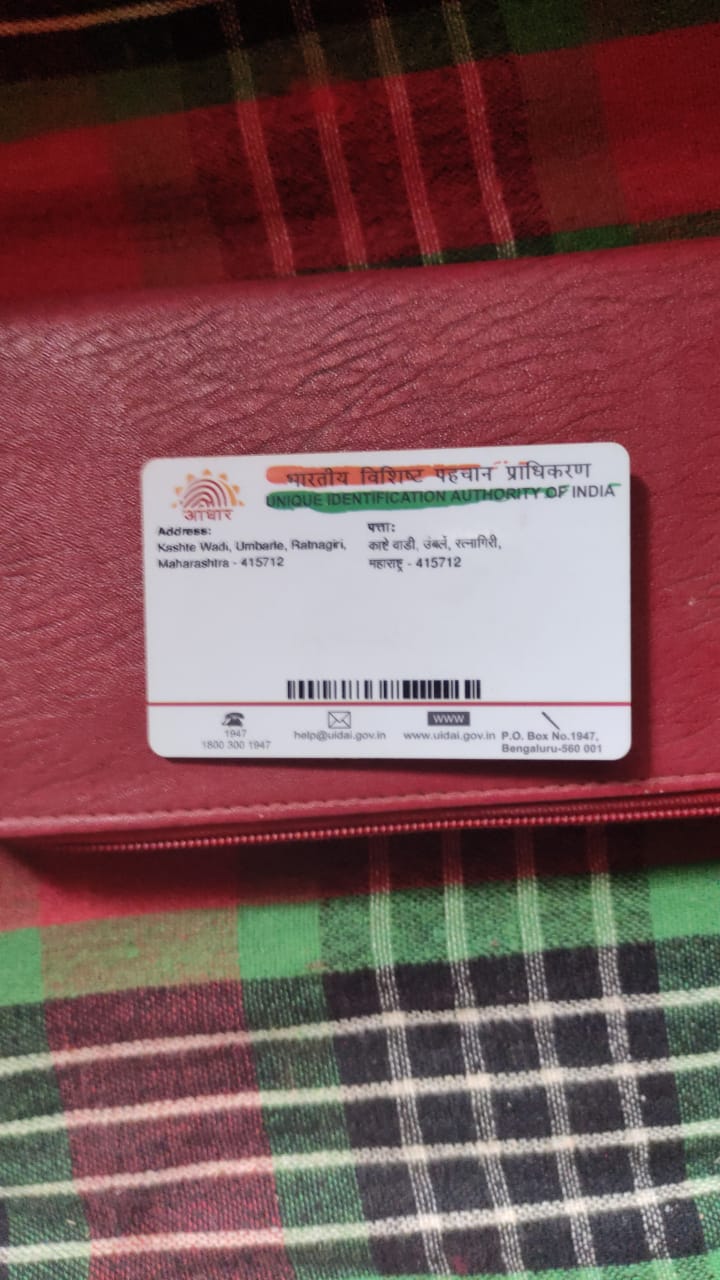 भारतीय विशिष्ट पहचान प्राधिकरण
UNIQUE IDENTIFICATION AUTHORITY OF INDIA
आधार
Address:
Kashte Wadi, Umbarle, Ratnagiri,
Maharashtra - 415712
पत्ता:
काष्टे वाडी, उंबर्ले, रत्नागिरी,
महाराष्ट्र - 415712
1947
1800 300 1947
help@uidai.gov.in
WWW
www.uidai.gov.in
P.O. Box No.1947,
Bengaluru-560 001